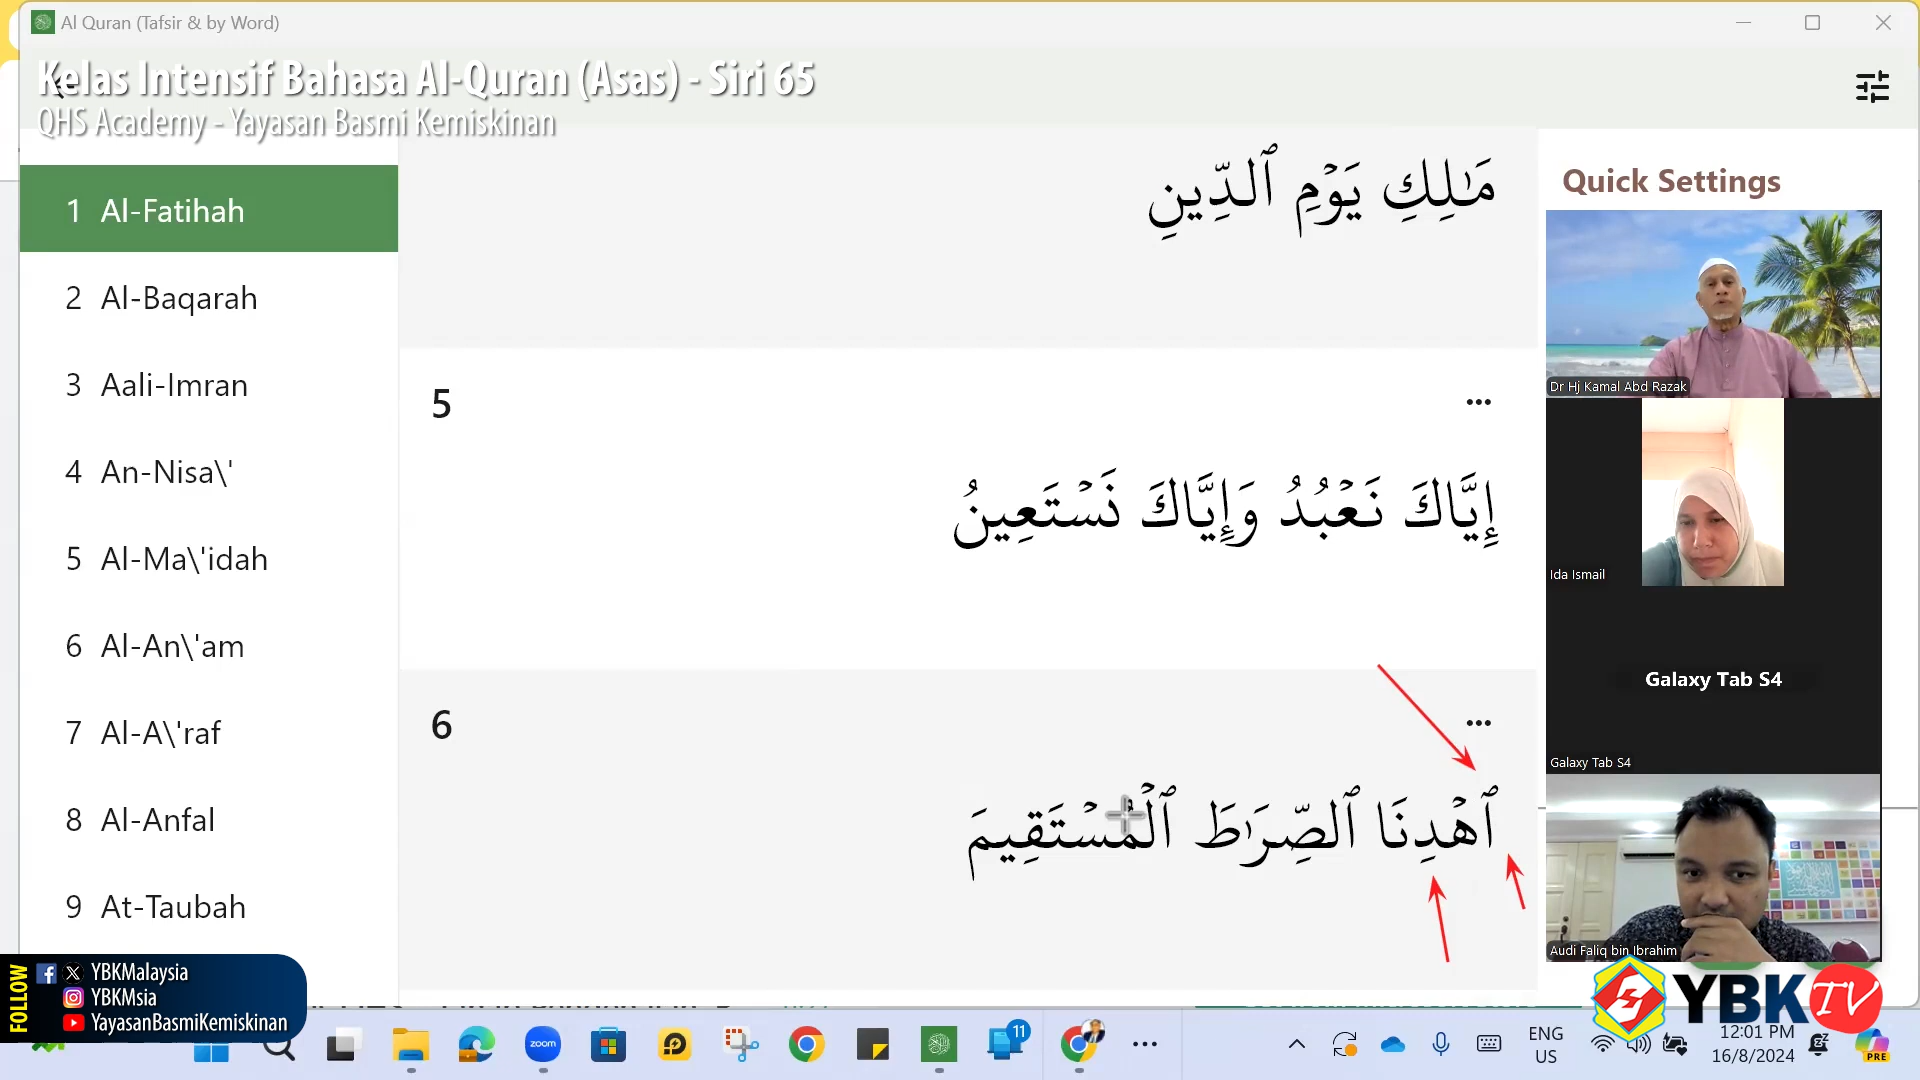 Al Quran (Tafsir & by Word)
Kelas Intensif Bahasa Al-Quran (Asas) - Siri 65
QHS Academy - Yayasan Basmi Kemiskinan
1 Al-Fatihah
2 Al-Baqarah
3 Aali-Imran
4 An-Nisa\'
5 Al-Ma\'idah
6 Al-An\'am
7 Al-A\'raf
8 Al-Anfal
9 At-Taubah
مَـٰلِكِ يَوْمِ ٱلدِّينِ
5
إِيَّاكَ نَعْبُدُ وَإِيَّاكَ نَسْتَعِينُ
6
ٱهْدِنَا ٱلصِّرَٰطَ ٱلْمُسْتَقِيمَ
Quick Settings
Dr Hj Kamal Abd Razak
Ida Ismail
Galaxy Tab S4
Galaxy Tab S4
Audi Faliq bin Ibrahim
FOLLOW
YBKMalaysia
YBKMsia
YayasanBasmiKemiskinan
YBK TV
zoom
11
ENG
US
12:01 PM
16/8/2024
PRE